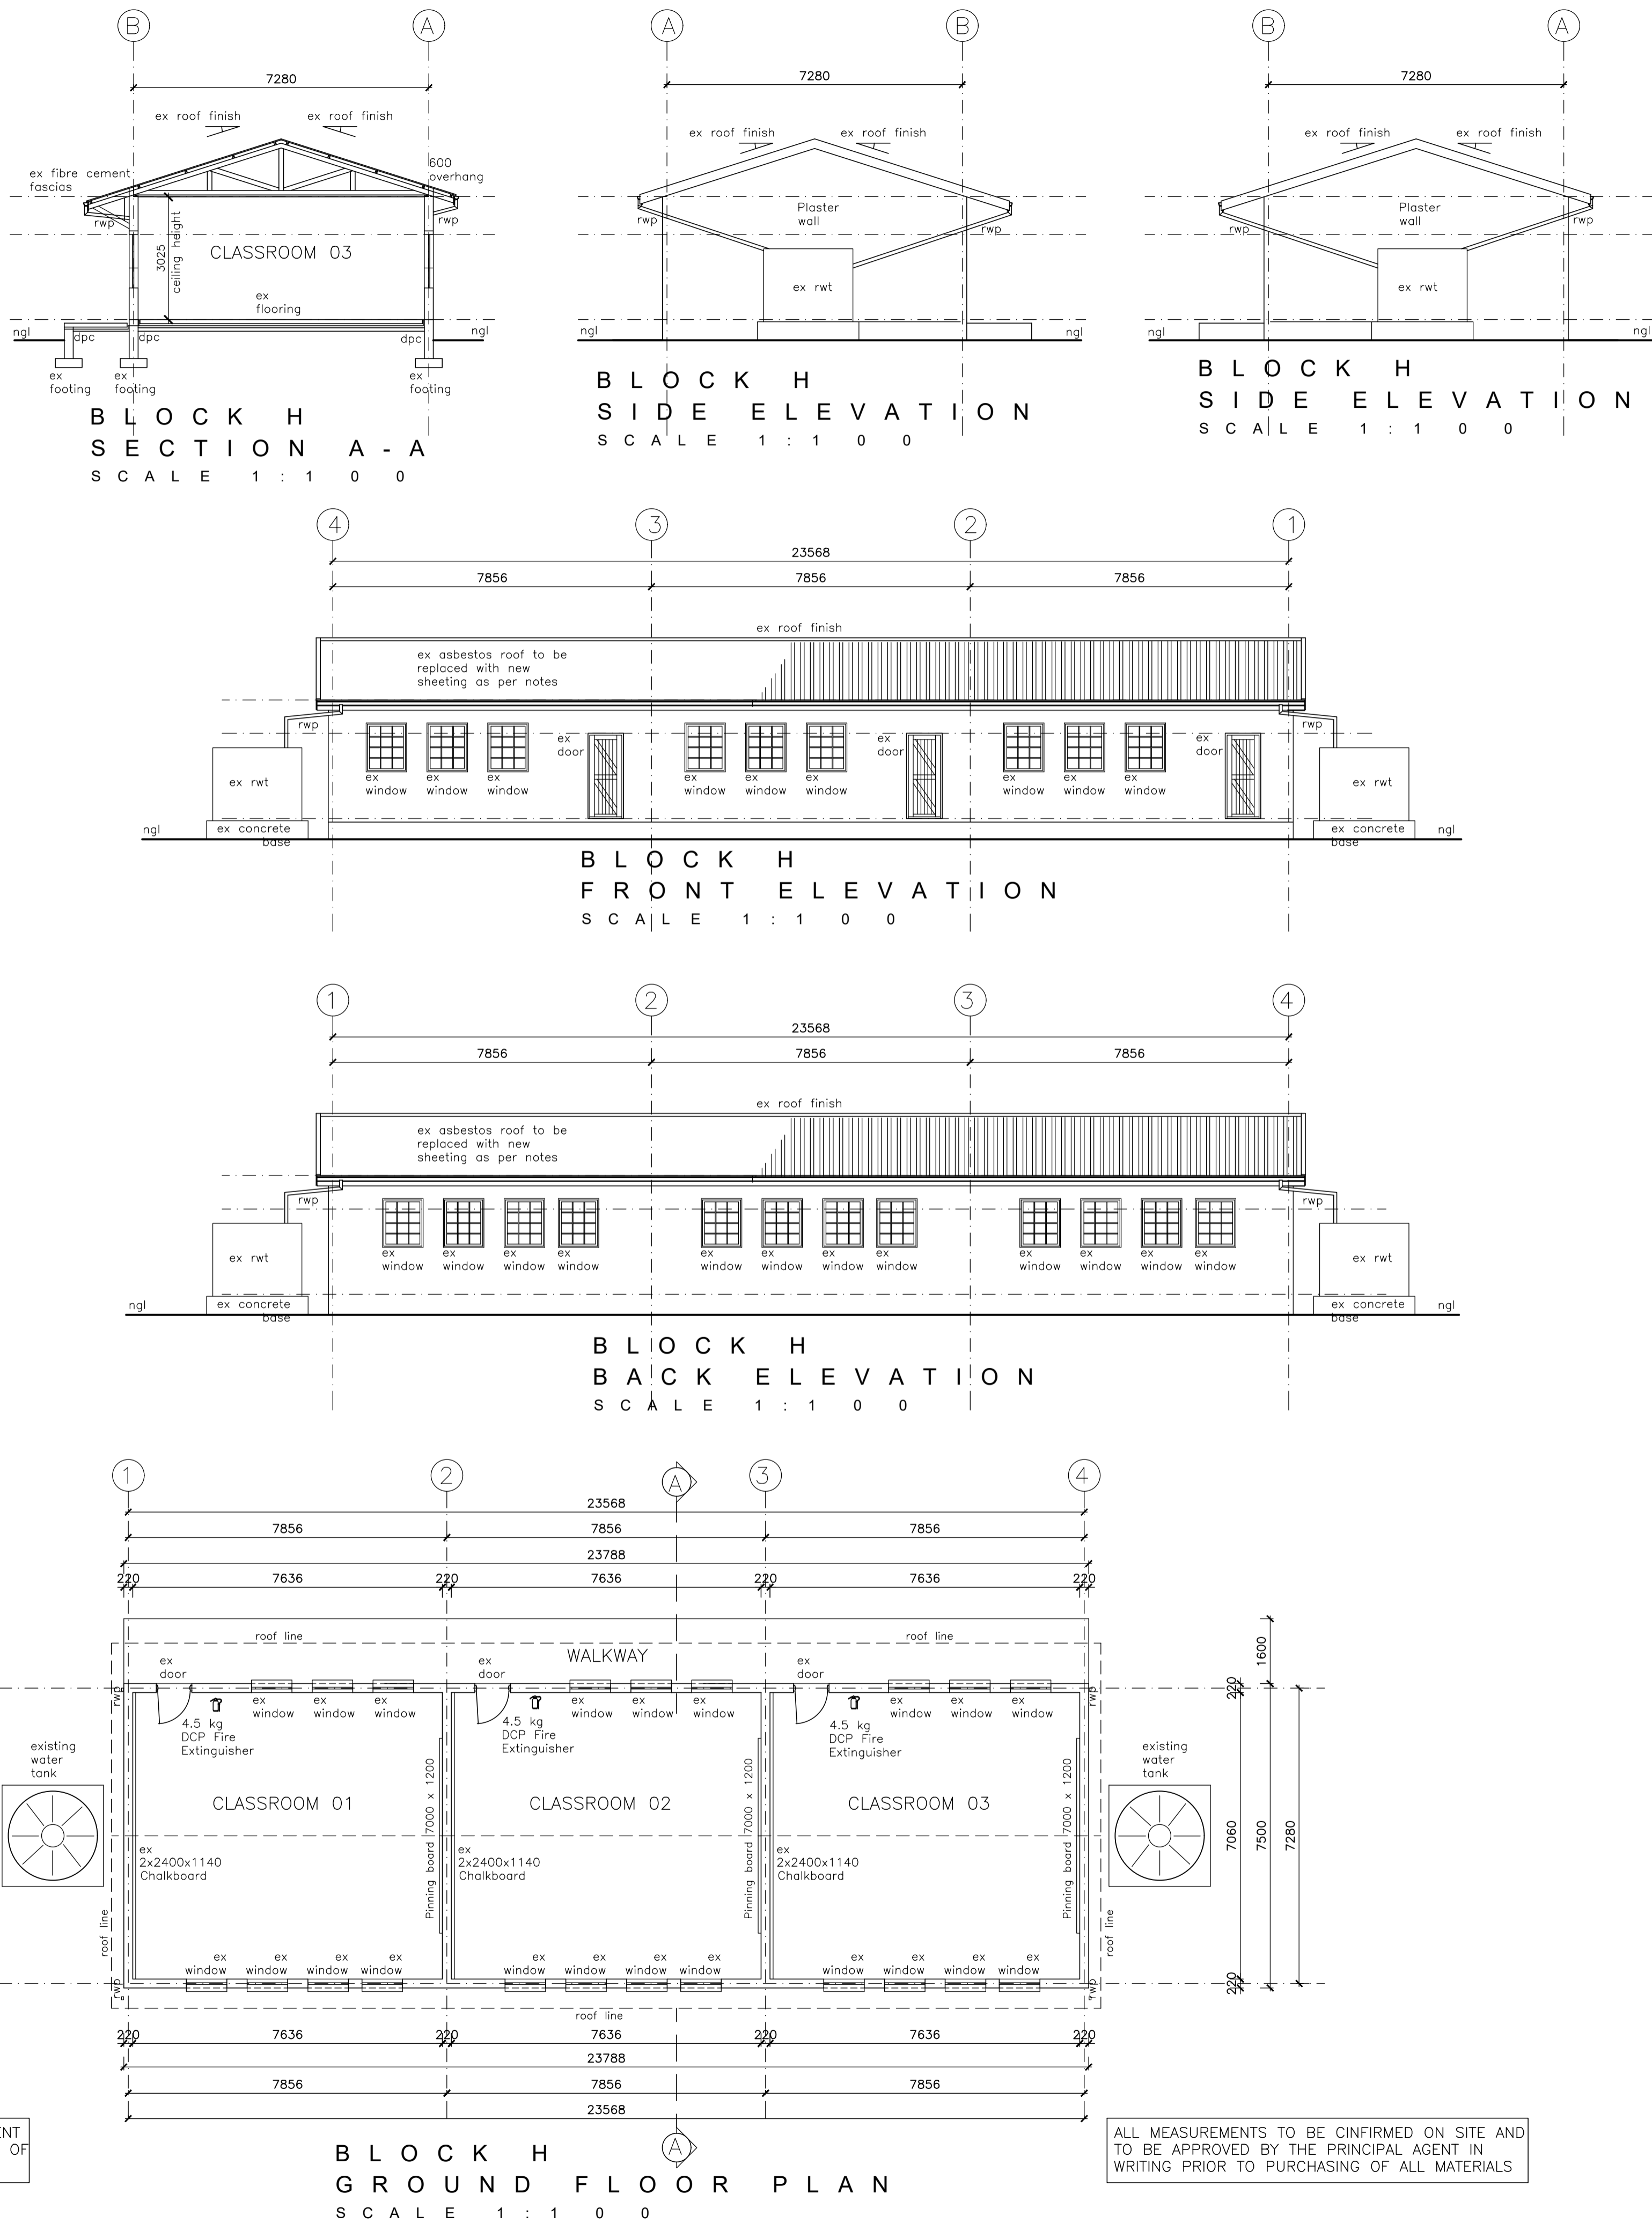 B A
7280
ex roof finish ex roof finish
ex fibre cement
fascias
600
overhang
rwp rwp
3025
ceiling height
CLASSROOM 03
ex
flooring
ngl ngl
dpc dpc dpc
ex ex ex
footing footing footing
BLOCK H
SECTION A-A
SCALE 1:100
A B
7280
ex roof finish ex roof finish
Plaster
wall
rwp rwp
ex rwt
ngl ngl
BLOCK H
SIDE ELEVATION
SCALE 1:100
B A
7280
ex roof finish ex roof finish
Plaster
wall
rwp rwp
ex rwt
ngl ngl
BLOCK H
SIDE ELEVATION
SCALE 1:100
4 3 2 1
23568
7856 7856 7856
ex roof finish
ex asbestos roof to be
replaced with new
sheeting as per notes
rwp rwp
ex door ex door ex door
ex ex ex ex ex ex ex ex ex
window window window window window window window window window
ex rwt ex rwt
ngl ex concrete ex concrete ngl
base base
BLOCK H
FRONT ELEVATION
SCALE 1:100
1 2 3 4
23568
7856 7856 7856
ex roof finish
ex asbestos roof to be
replaced with new
sheeting as per notes
rwp rwp
ex ex ex ex ex ex ex ex ex ex ex ex
window window window window window window window window window window window window
ex rwt ex rwt
ngl ex concrete ex concrete ngl
base base
BLOCK H
BACK ELEVATION
SCALE 1:100
1 2 A 3 4
23568
7856 7856 7856
23788
220 7636 220 7636 220 7636 220
roof line roof line
WALKWAY
ex ex ex
door door door
rwp rwp
ex ex ex ex ex ex ex ex ex
window window window window window window window window window
4.5 kg 4.5 kg 4.5 kg
DCP Fire DCP Fire DCP Fire
Extinguisher Extinguisher Extinguisher
existing existing
water water
tank tank
CLASSROOM 01 CLASSROOM 02 CLASSROOM 03
Pinning board 7000 x 1200
Pinning board 7000 x 1200
Pinning board 7000 x 1200
ex ex ex
2x2400x1140 2x2400x1140 2x2400x1140
Chalkboard Chalkboard Chalkboard
1600
220
7060
7500
7280
220
roof line roof line
ex ex ex ex ex ex ex ex ex ex ex ex
window window window window window window window window window window window window
rwp rwp
roof line
220 7636 220 7636 220 7636 220
23788
7856 7856 7856
23568
A
BLOCK H
GROUND FLOOR PLAN
SCALE 1:100
ENT
OF
ALL MEASUREMENTS TO BE CINFIRMED ON SITE AND
TO BE APPROVED BY THE PRINCIPAL AGENT IN
WRITING PRIOR TO PURCHASING OF ALL MATERIALS